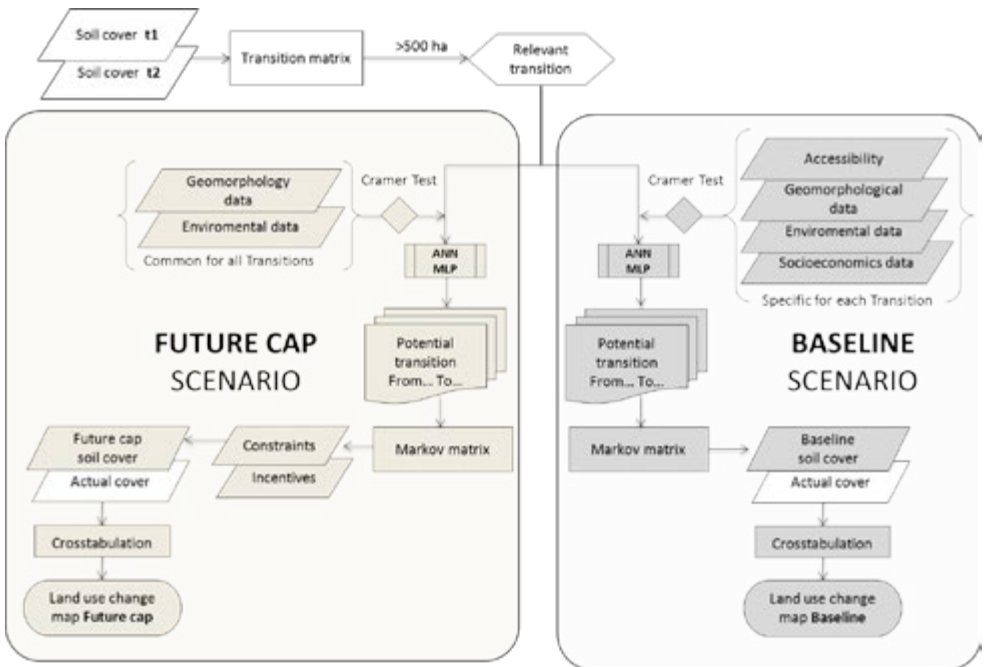 Soil cover t1
Soil cover t2
Transition matrix
>500 ha
Relevant
transition
Geomorphology
data
Enviromental data
Common for all Transitions
Cramer Test
ANN
MLP
Potential
transition
From... To...
Markov matrix
FUTURE CAP
SCENARIO
Constraints
Incentives
Future cap
soil cover
Actual cover
Crosstabulation
Land use change
map Future cap
Accessibility
Geomorphological
data
Enviromental data
Socioeconomics data
Specific for each Transition
Cramer Test
ANN
MLP
Potential
transition
From... To...
Markov matrix
BASELINE
SCENARIO
Baseline
soil cover
Actual cover
Crosstabulation
Land use change
map Baseline